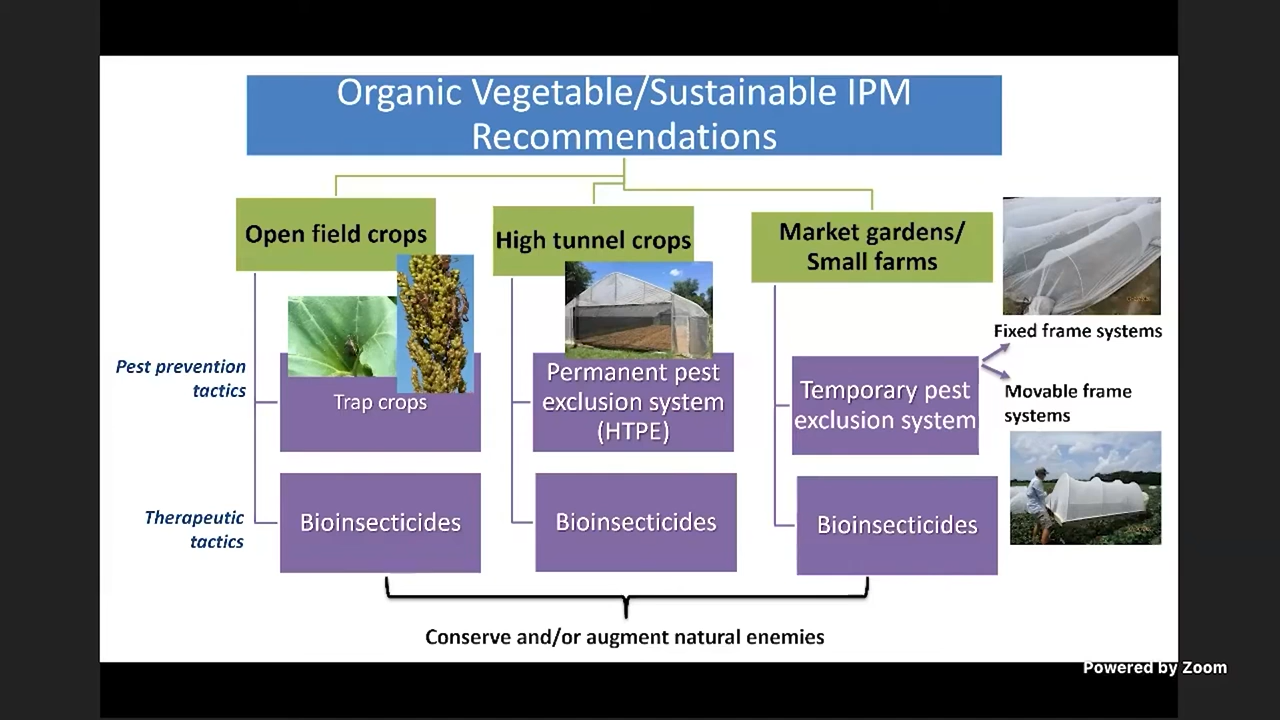 Organic Vegetable/Sustainable IPM
Recommendations
Open field crops
High tunnel crops
Market gardens/
Small farms
Fixed frame systems
Pest prevention
tactics
Trap crops
Permanent pest
exclusion system
(HTPE)
Temporary pest
exclusion system
Movable frame
systems
Therapeutic
tactics
Bioinsecticides
Bioinsecticides
Bioinsecticides
Conserve and/or augment natural enemies
Powered by Zoom